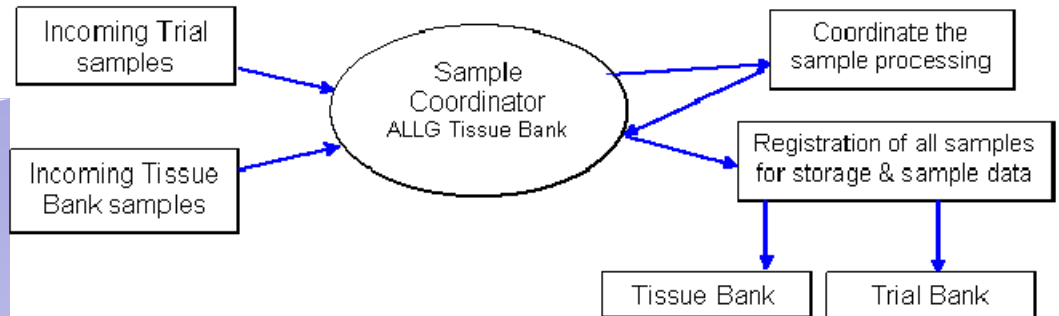 Incoming Trial
samples
Incoming Tissue
Bank samples
Sample
Coordinator
ALLG Tissue Bank
Coordinate the
sample processing
Registration of all samples
for storage & sample data
Tissue Bank
Trial Bank